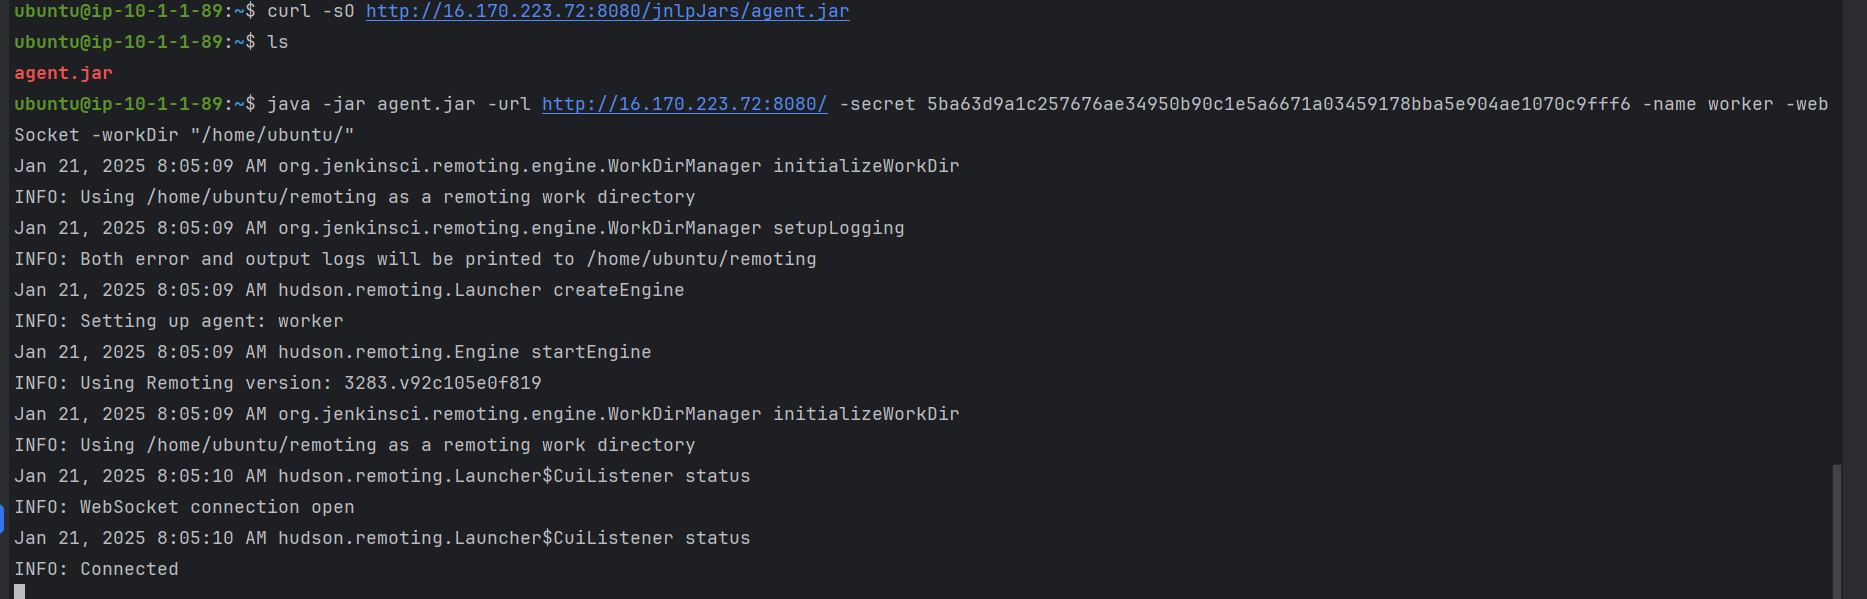 ubuntu@ip-10-1-1-89:~$ curl -sO http://16.170.223.72:8080/jnlpJars/agent.jar
ubuntu@ip-10-1-1-89:~$ ls
agent.jar
ubuntu@ip-10-1-1-89:~$ java -jar agent.jar -url http://16.170.223.72:8080/ -secret 5ba63d9a1c257676ae34950b90c1e5a6671a03459178bba5e904ae1070c9fff6 -name worker -web
Socket -workDir "/home/ubuntu/"
Jan 21, 2025 8:05:09 AM org.jenkinsci.remoting.engine.WorkDirManager initializeWorkDir
INFO: Using /home/ubuntu/remoting as a remoting work directory
Jan 21, 2025 8:05:09 AM org.jenkinsci.remoting.engine.WorkDirManager setupLogging
INFO: Both error and output logs will be printed to /home/ubuntu/remoting
Jan 21, 2025 8:05:09 AM hudson.remoting.Launcher createEngine
INFO: Setting up agent: worker
Jan 21, 2025 8:05:09 AM hudson.remoting.Engine startEngine
INFO: Using Remoting version: 3283.v92c105e0f819
Jan 21, 2025 8:05:09 AM org.jenkinsci.remoting.engine.WorkDirManager initializeWorkDir
INFO: Using /home/ubuntu/remoting as a remoting work directory
Jan 21, 2025 8:05:10 AM hudson.remoting.Launcher$CuiListener status
INFO: WebSocket connection open
Jan 21, 2025 8:05:10 AM hudson.remoting.Launcher$CuiListener status
INFO: Connected